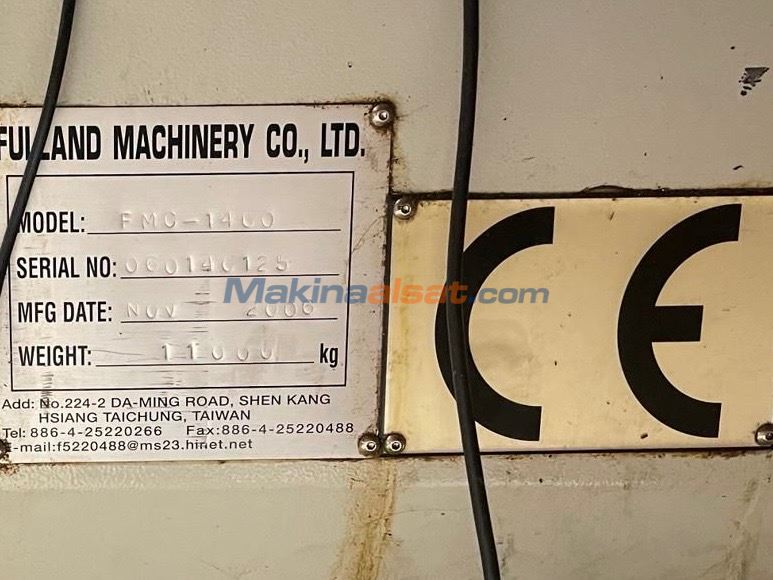 FULLAND MACHINERY CO., LTD.
MODEL: FMC-1400
SERIAL NO: 060146125
MFG DATE: NOV 2006
WEIGHT: 11000 kg
Add: No.224-2 DA-MING ROAD, SHEN KANG
HSIANG TAICHUNG, TAIWAN
Tel: 886-4-25220266 Fax:886-4-25220488
E-mail:f5220488@ms23.hinet.net
CE
Makinaalsat.com